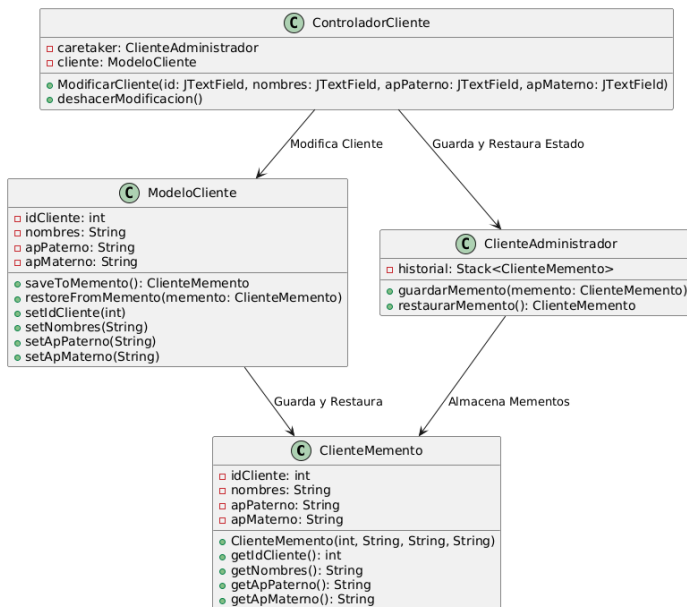 C ControladorCliente
caretaker: ClienteAdministrador
cliente: ModeloCliente
ModificarCliente(id: JTextField, nombres: JTextField, apPaterno: JTextField, apMaterno: JTextField)
deshacerModificacion()
Modifica Cliente
Guarda y Restaura Estado
C ModeloCliente
idCliente: int
nombres: String
apPaterno: String
apMaterno: String
saveToMemento(): ClienteMemento
restoreFromMemento(memento: ClienteMemento)
setIdCliente(int)
setNombres(String)
setApPaterno(String)
setApMaterno(String)
C ClienteAdministrador
historial: Stack<ClienteMemento>
guardarMemento(memento: ClienteMemento)
restaurarMemento(): ClienteMemento
Guarda y Restaura
Almacena Mementos
C ClienteMemento
idCliente: int
nombres: String
apPaterno: String
apMaterno: String
ClienteMemento(int, String, String, String)
getIdCliente(): int
getNombres(): String
getApPaterno(): String
getApMaterno(): String